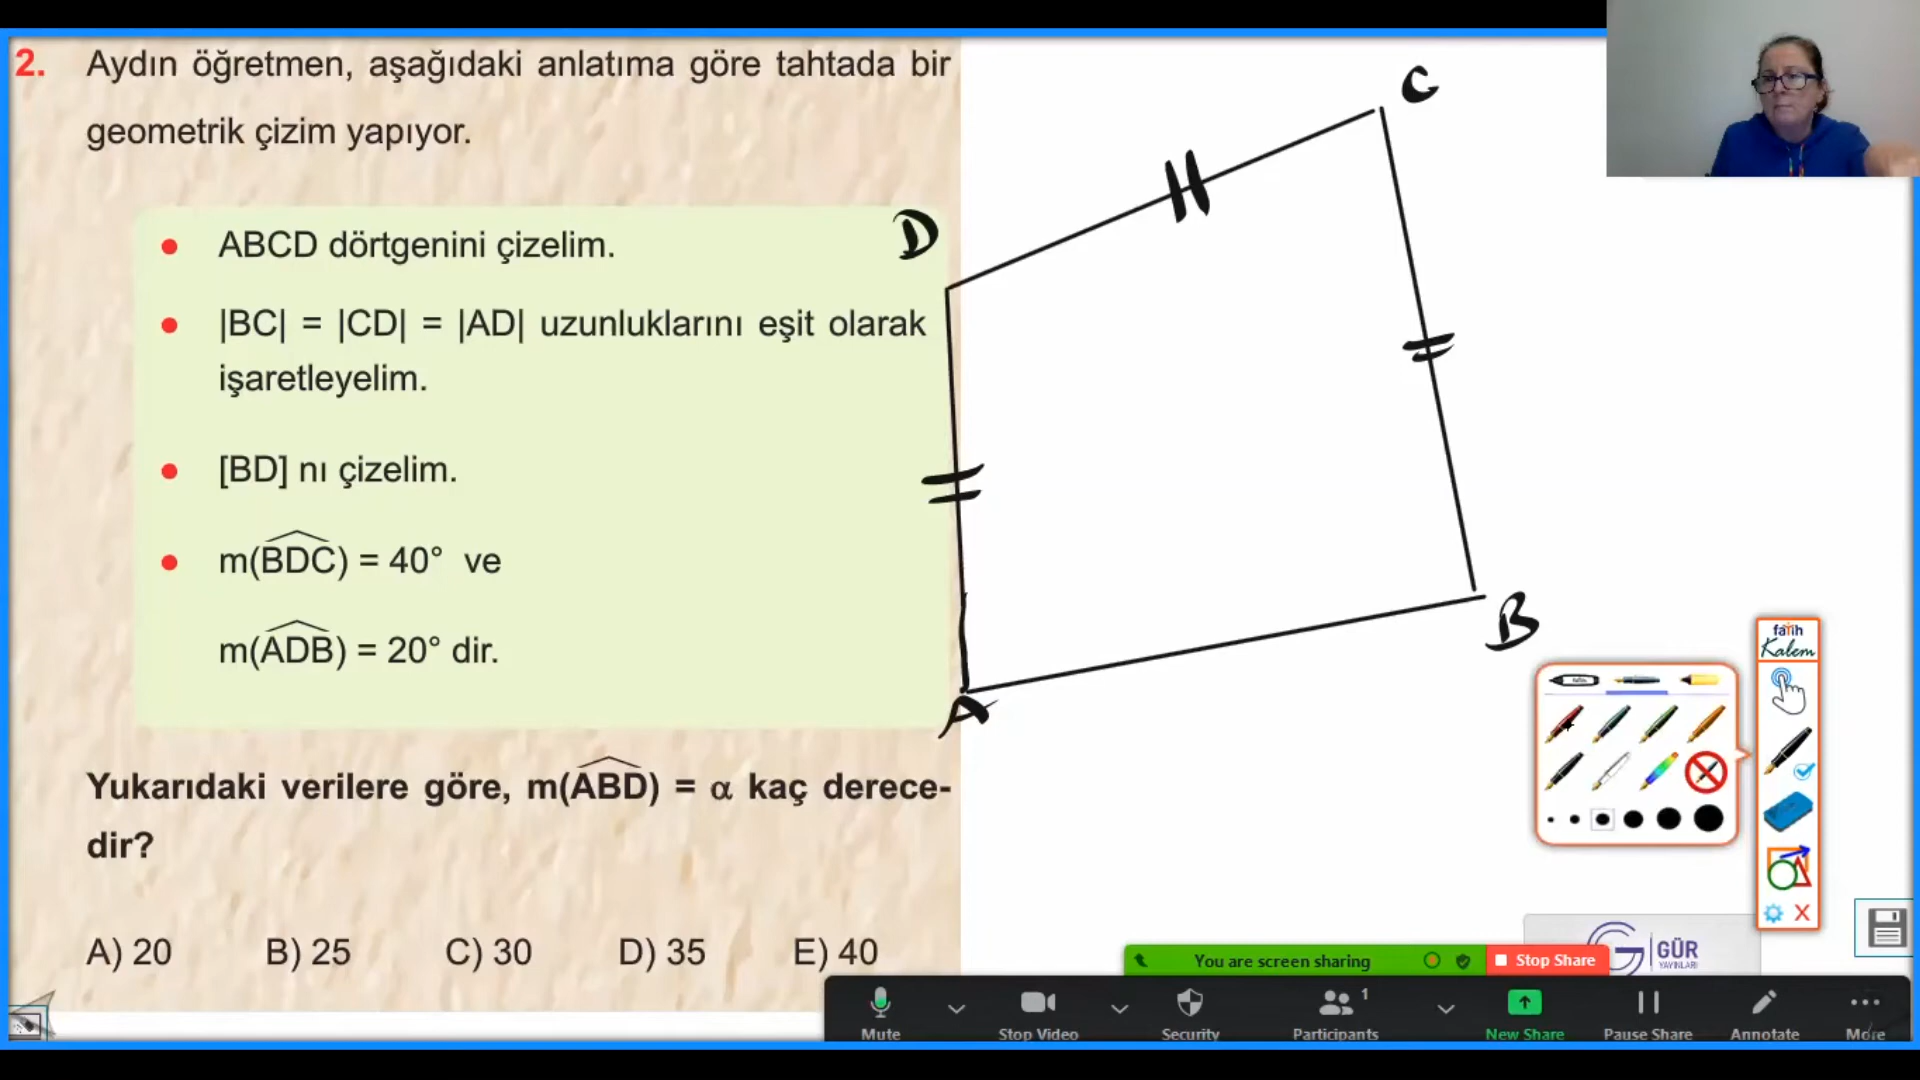 2. Aydın öğretmen, aşağıdaki anlatıma göre tahtada bir
geometrik çizim yapıyor.
• ABCD dörtgenini çizelim.
• |BC| = |CD| = |AD| uzunluklarını eşit olarak
işaretleyelim.
• [BD] nı çizelim.
• m(BDC) = 40° ve
m(ADB) = 20° dir.
Yukarıdaki verilere göre, m(ABD) = α kaç derece-
dir?
A) 20 B) 25 C) 30 D) 35 E) 40
C
D
B
A
fatih
Kalem
GÜR
YAYINLARI
You are screen sharing
Stop Share
Mute
Stop Video
Security
1
Participants
New Share
Pause Share
Annotate
More